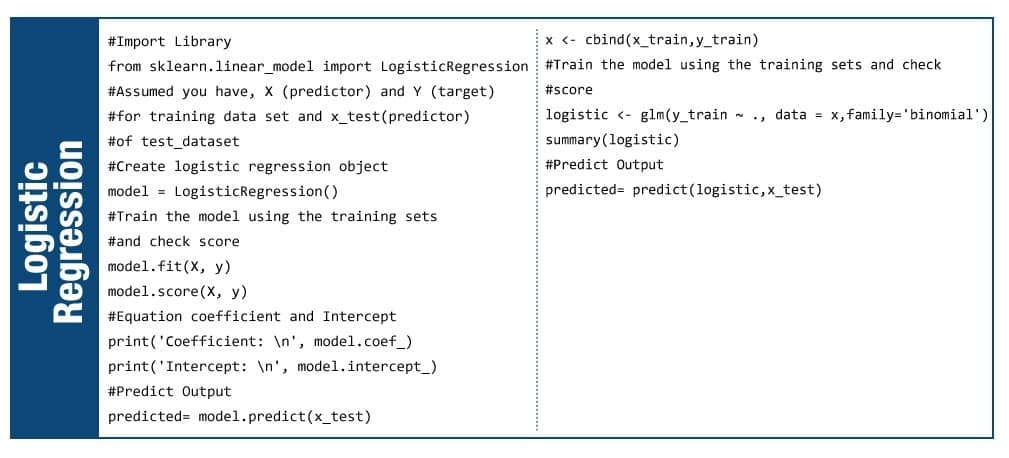 Logistic
Regression
#Import Library
from sklearn.linear_model import LogisticRegression
#Assumed you have, X (predictor) and Y (target)
#for training data set and x_test(predictor)
#of test_dataset
#Create logistic regression object
model = LogisticRegression()
#Train the model using the training sets
#and check score
model.fit(X, y)
model.score(X, y)
#Equation coefficient and Intercept
print('Coefficient: \n', model.coef_)
print('Intercept: \n', model.intercept_)
#Predict Output
predicted= model.predict(x_test)
x <- cbind(x_train,y_train)
#Train the model using the training sets and check
#score
logistic <- glm(y_train ~ ., data = x,family='binomial')
summary(logistic)
#Predict Output
predicted= predict(logistic,x_test)